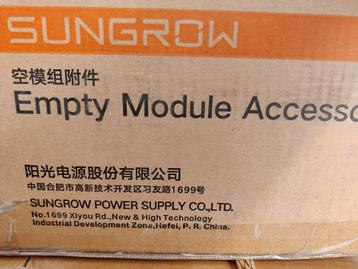 SUNGROW
空模组附件
Empty Module Accesso
阳光电源股份有限公司
中国合肥市高新技术开发区习友路1699号
SUNGROW POWER SUPPLY CO.,LTD.
No.1699 Xiyou Rd.,New & High Technology
Industrial Development Zone,Hefei, P. R. China.